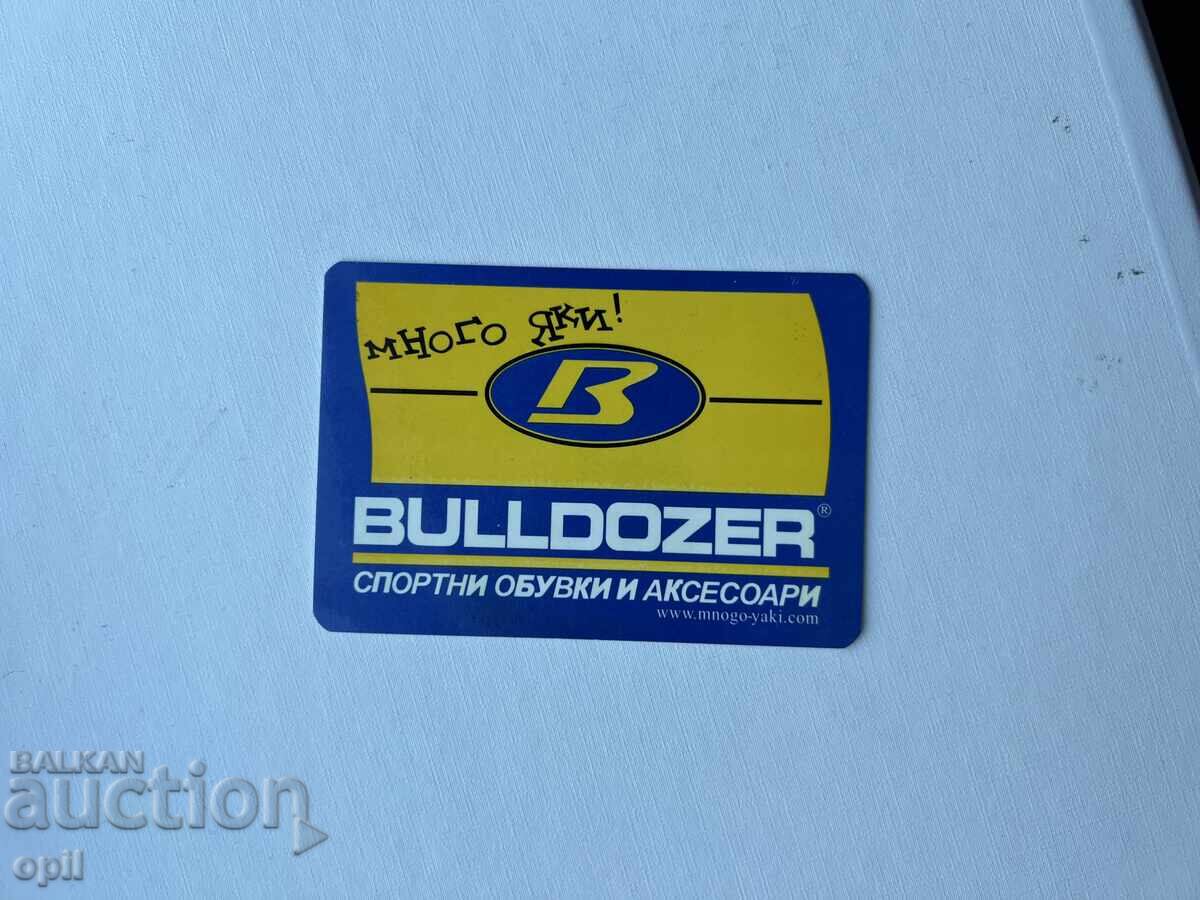 много яки!
B
BULLDOZER®
СПОРТНИ ОБУВКИ И АКСЕСОАРИ
www.mnogo-yaki.com
BALKAN
auction
opil